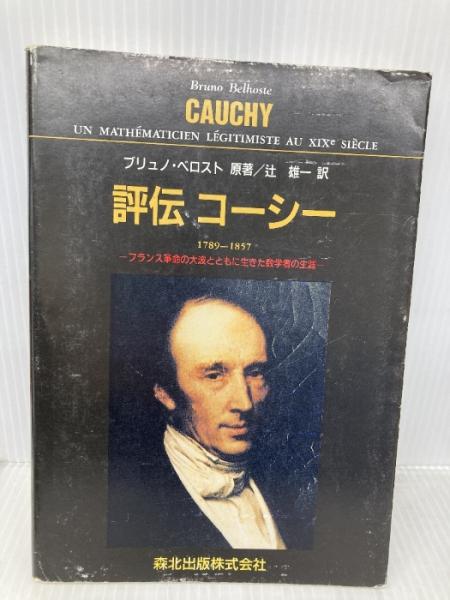 Bruno Belhoste
CAUCHY
UN MATHÉMATICIEN LÉGITIMISTE AU XIXe SIÈCLE
ブリュノ・ベロスト 原著/辻 雄一 訳
評伝 コーシー
1789–1857
—フランス革命の大波とともに生きた数学者の生涯—
森北出版株式会社